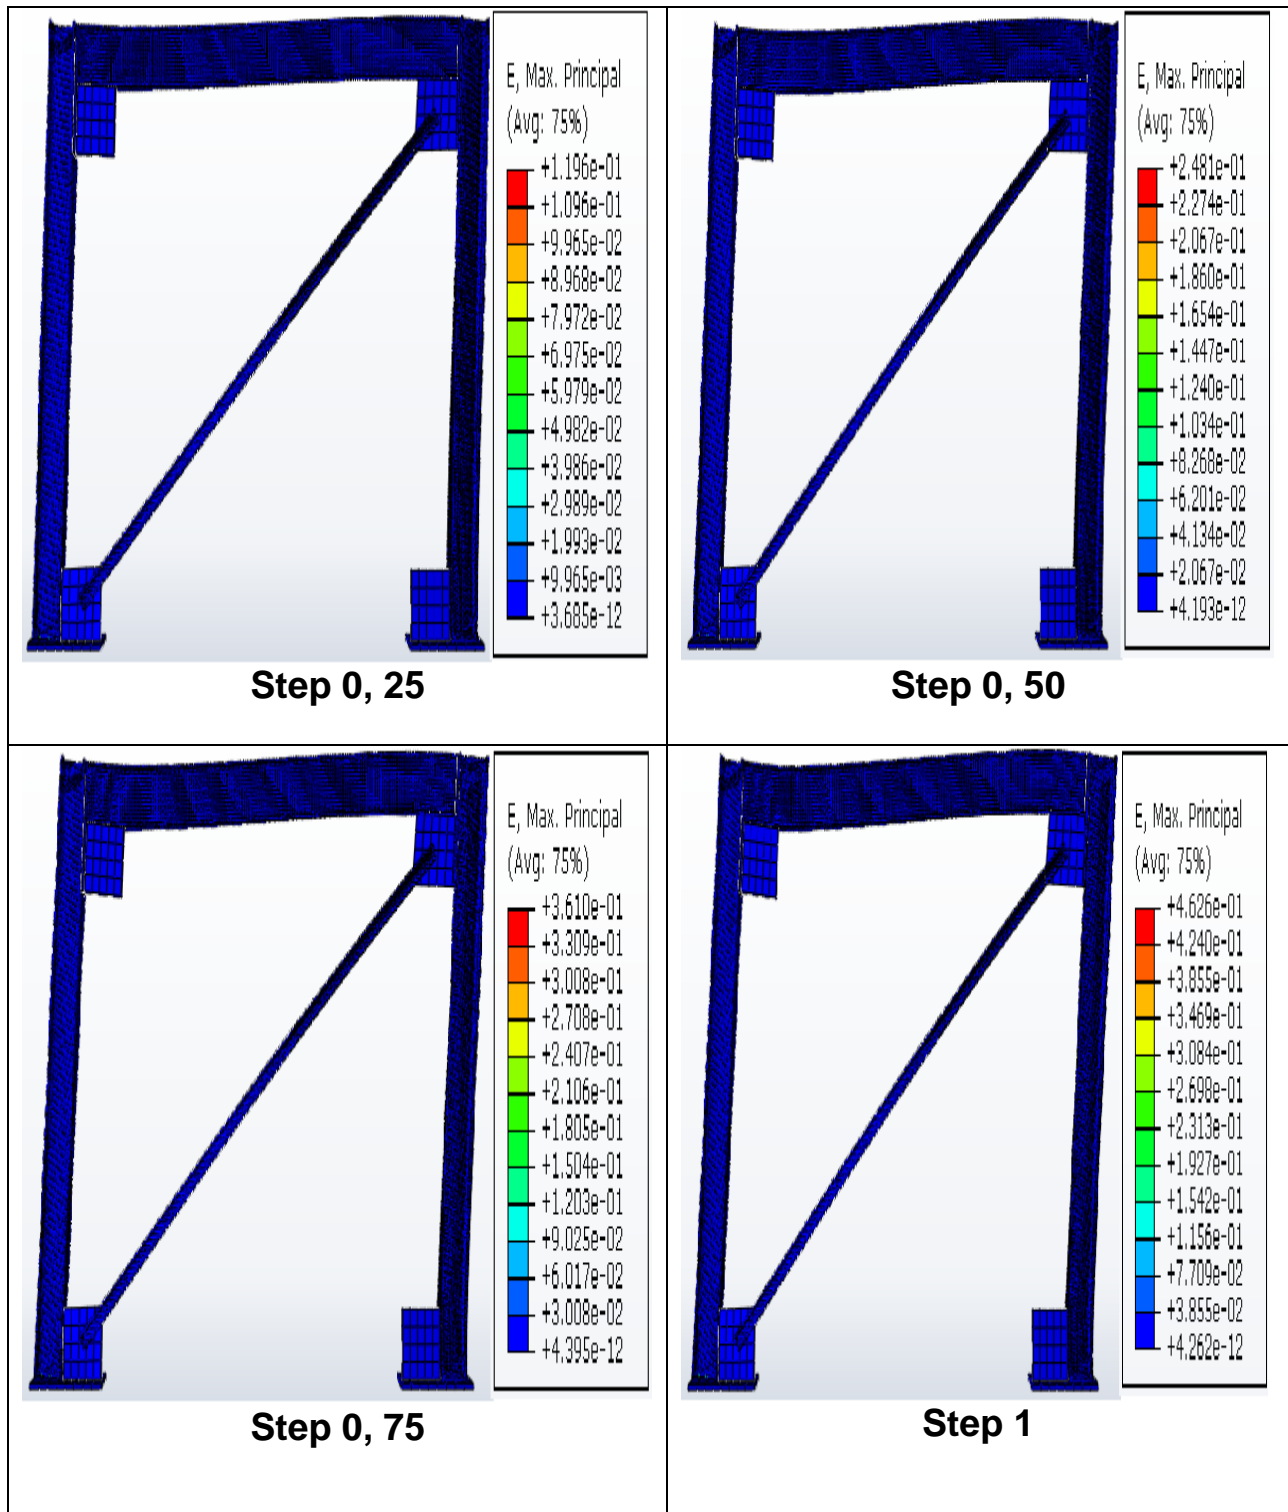 E, Max. Principal
(Avg: 75%)
+1.196e-01
+1.096e-01
+9.965e-02
+8.968e-02
+7.972e-02
+6.975e-02
+5.979e-02
+4.982e-02
+3.986e-02
+2.989e-02
+1.993e-02
+9.965e-03
+3.685e-12
Step 0, 25
E, Max. Principal
(Avg: 75%)
+2.481e-01
+2.274e-01
+2.067e-01
+1.860e-01
+1.654e-01
+1.447e-01
+1.240e-01
+1.034e-01
+8.268e-02
+6.201e-02
+4.134e-02
+2.067e-02
+4.193e-12
Step 0, 50
E, Max. Principal
(Avg: 75%)
+3.610e-01
+3.309e-01
+3.008e-01
+2.708e-01
+2.407e-01
+2.106e-01
+1.805e-01
+1.504e-01
+1.203e-01
+9.025e-02
+6.017e-02
+3.008e-02
+4.395e-12
Step 0, 75
E, Max. Principal
(Avg: 75%)
+4.626e-01
+4.240e-01
+3.855e-01
+3.469e-01
+3.084e-01
+2.698e-01
+2.313e-01
+1.927e-01
+1.542e-01
+1.156e-01
+7.709e-02
+3.855e-02
+4.262e-12
Step 1